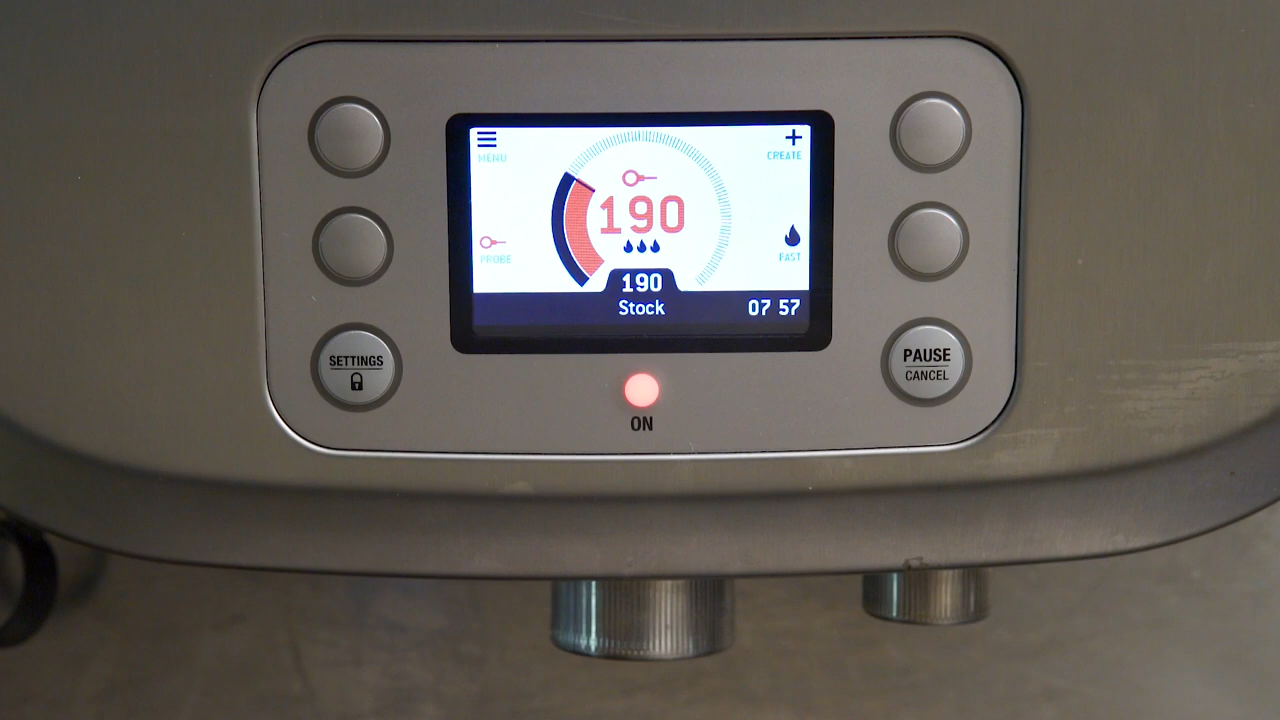 MENU
CREATE
190
PROBE
FAST
190
Stock
07 57
SETTINGS
PAUSE
CANCEL
ON